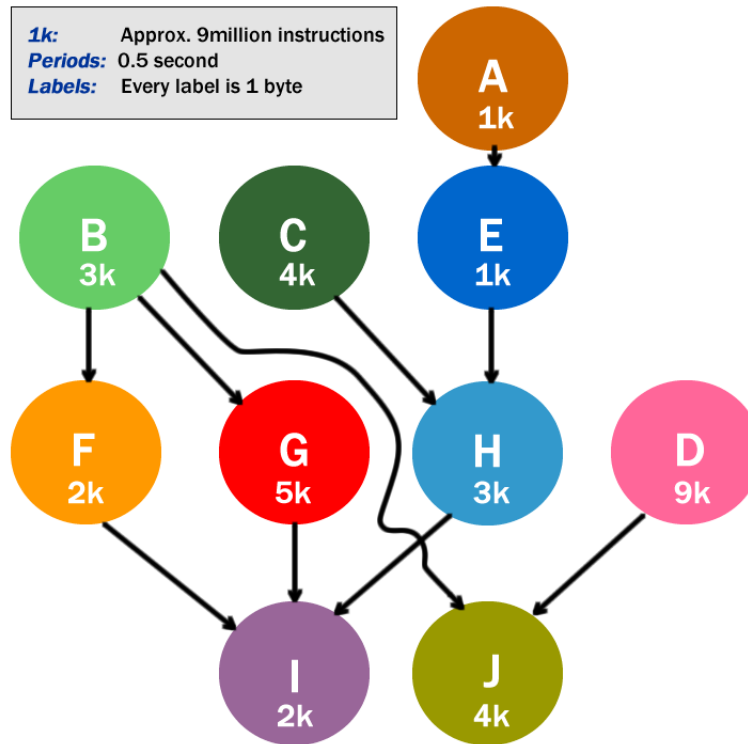 1k: Approx. 9million instructions
Periods: 0.5 second
Labels: Every label is 1 byte
A
1k
B
3k
C
4k
E
1k
F
2k
G
5k
H
3k
D
9k
I
2k
J
4k